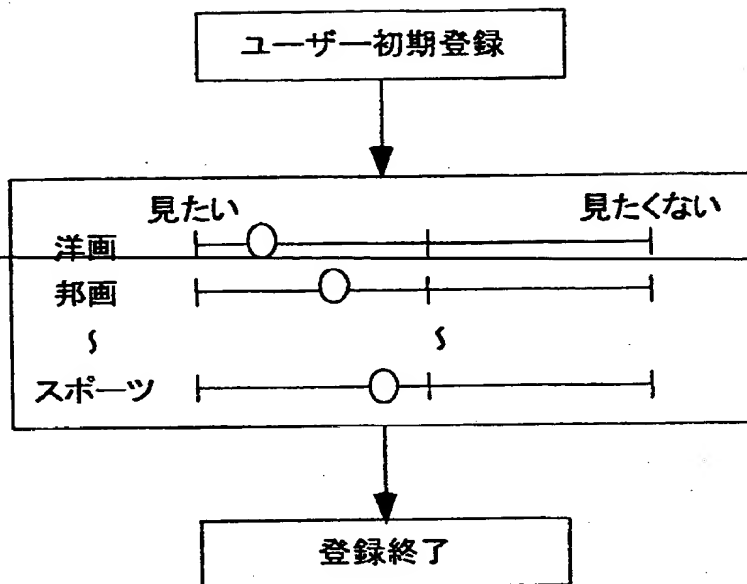 ユーザー初期登録
見たい 見たくない
洋画
邦画
∫ ∫
スポーツ
登録終了